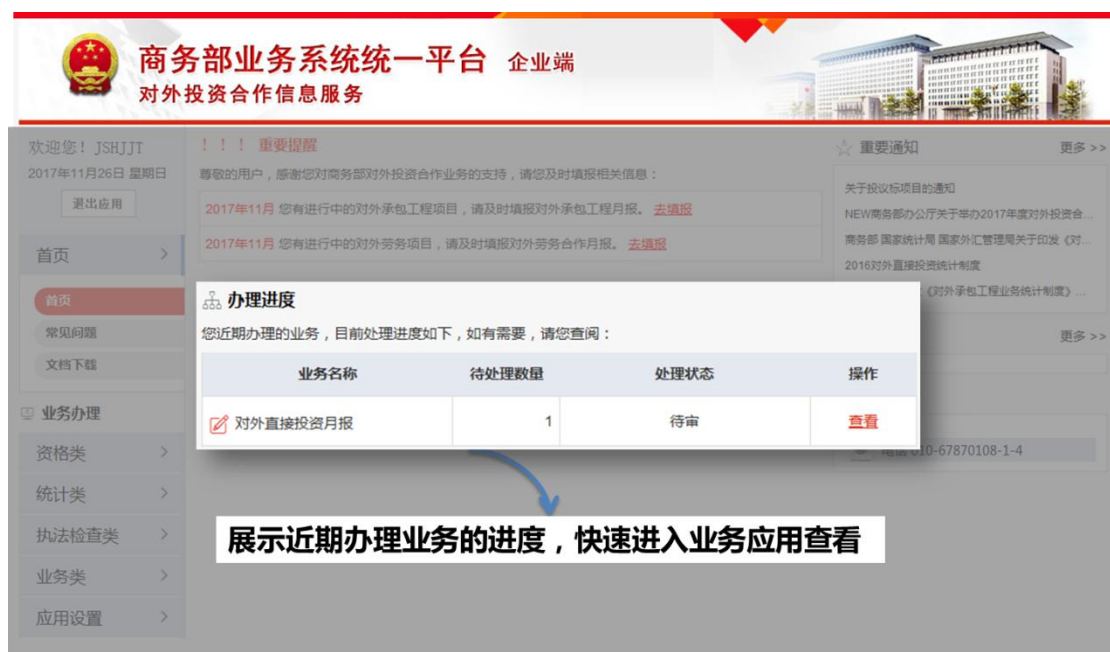 商务部业务系统统一平台 企业端
对外投资合作信息服务
欢迎您！JSHJJT
2017年11月26日 星期日
退出应用
首页
首页
常见问题
文档下载
业务办理
资格类
统计类
执法检查类
业务类
应用设置
！！！ 重要提醒
尊敬的用户，感谢您对商务部对外投资合作业务的支持，请您及时填报相关信息：
2017年11月 您有进行中的对外承包工程项目，请及时填报对外承包工程月报。 去填报
2017年11月 您有进行中的对外劳务项目，请及时填报对外劳务合作月报。 去填报
办理进度
您近期办理的业务，目前处理进度如下，如有需要，请您查阅：
业务名称 待处理数量 处理状态 操作
对外直接投资月报 1 待审 查看
展示近期办理业务的进度，快速进入业务应用查看
重要通知 更多 >>
关于投议标项目的通知
NEW商务部办公厅关于举办2017年度对外投资合...
商务部 国家统计局 国家外汇管理局关于印发《对...
2016对外直接投资统计制度
《对外承包工程业务统计制度》...
更多 >>
电话 010-67870108-1-4